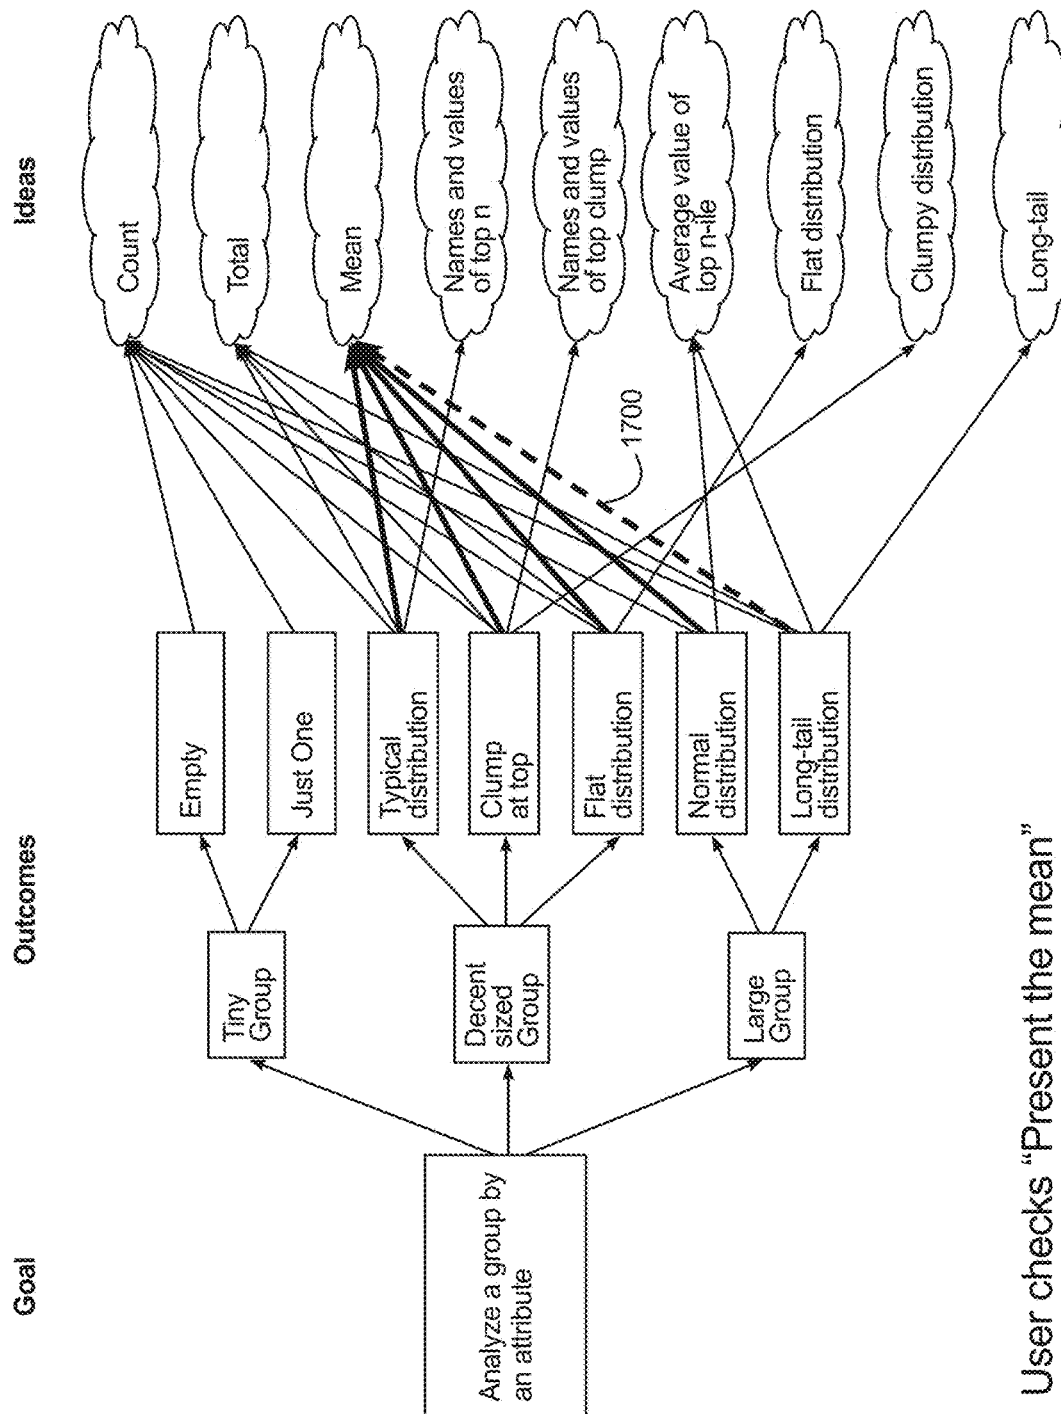 Goal
Outcomes
Ideas
Analyze a group by
an attribute
Tiny
Group
Decent
sized
Group
Large
Group
Empty
Just One
Typical
distribution
Clump
at top
Flat
distribution
Normal
distribution
Long-tail
distribution
1700
Count
Total
Mean
Names and values
of top n
Names and values
of top clump
Average value of
top n-ile
Flat distribution
Clumpy distribution
Long-tail
User checks “Present the mean”